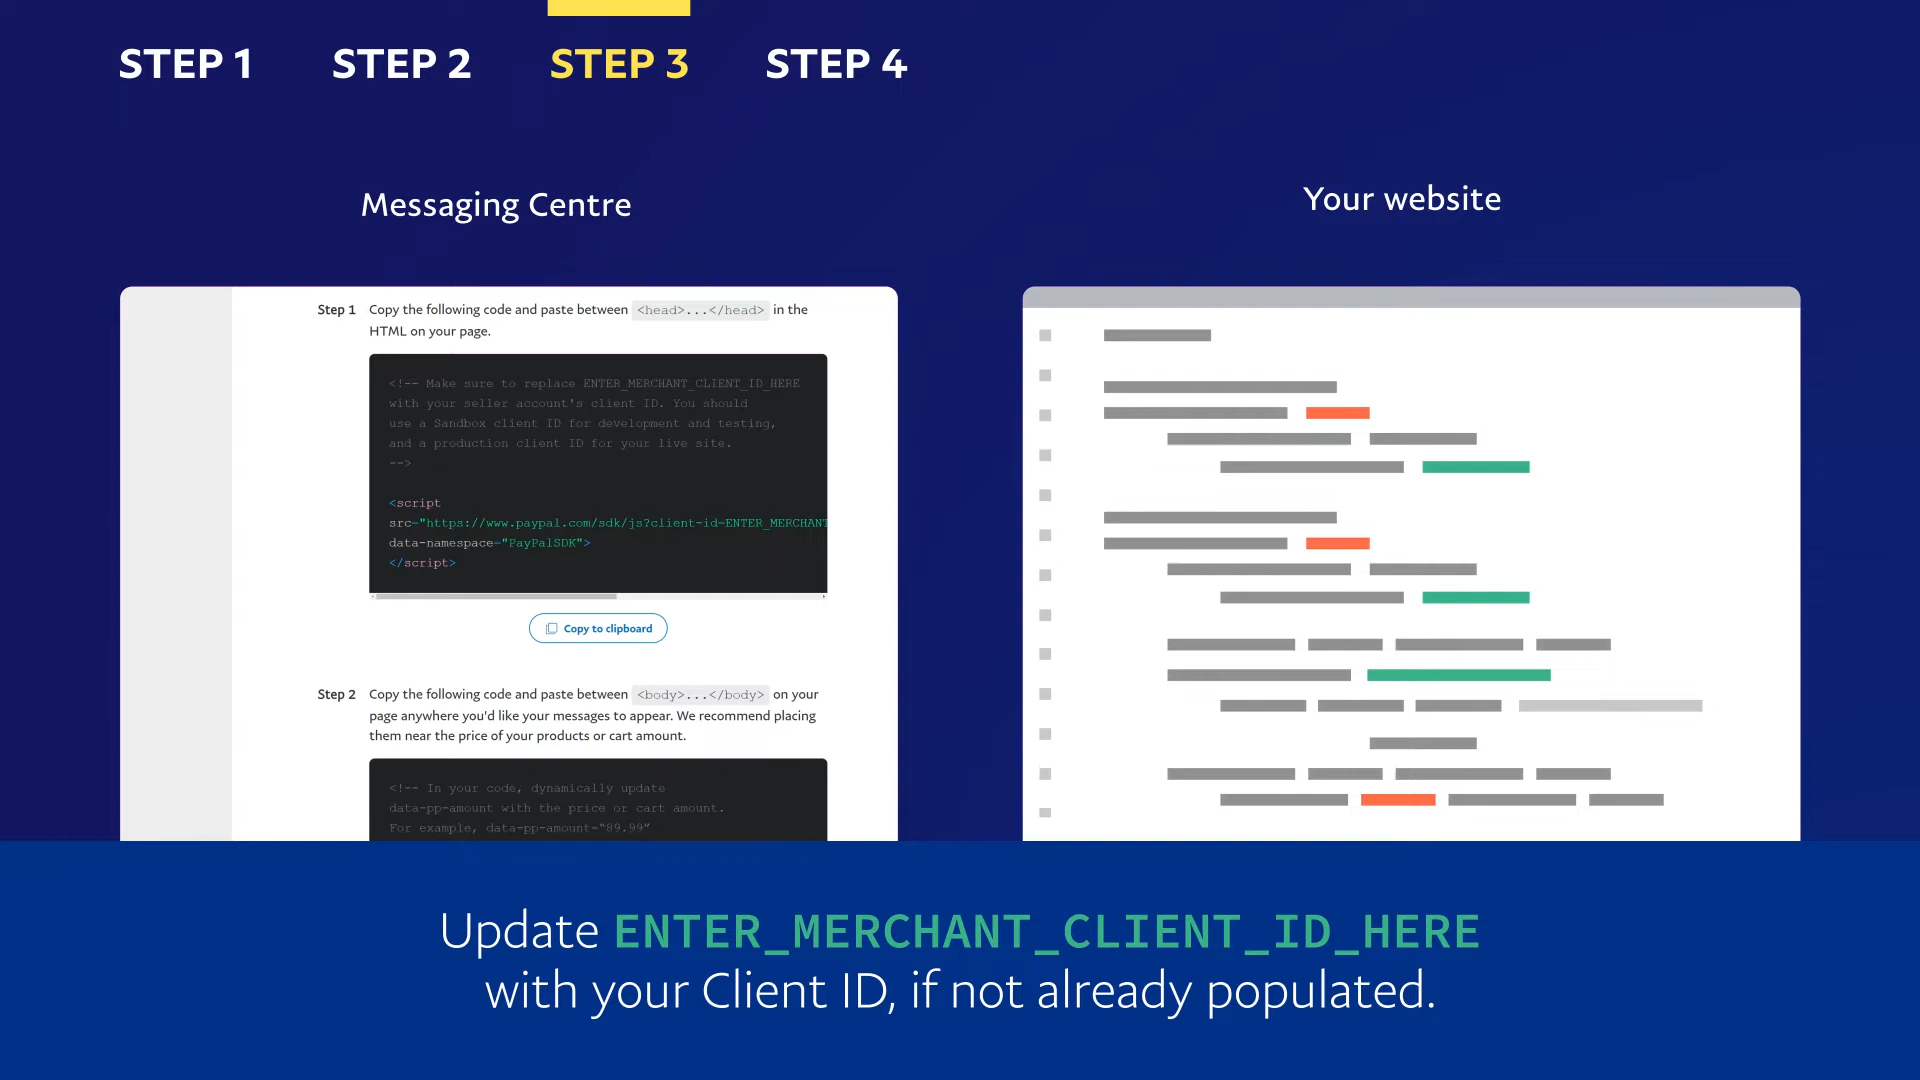 STEP 1 STEP 2 STEP 3 STEP 4
Messaging Centre
Your website
Step 1 Copy the following code and paste between <head>...</head> in the
HTML on your page.
<!-- Make sure to replace ENTER_MERCHANT_CLIENT_ID_HERE
with your seller account's client ID. You should
use a Sandbox client ID for development and testing,
and a production client ID for your live site.
-->
<script
src="https://www.paypal.com/sdk/js?client-id=ENTER_MERCHANT
data-namespace="PayPalSDK">
</script>
Copy to clipboard
Step 2 Copy the following code and paste between <body>...</body> on your
page anywhere you'd like your messages to appear. We recommend placing
them near the price of your products or cart amount.
<!-- In your code, dynamically update
data-pp-amount with the price or cart amount.
For example, data-pp-amount=“89.99”
Update ENTER_MERCHANT_CLIENT_ID_HERE
with your Client ID, if not already populated.